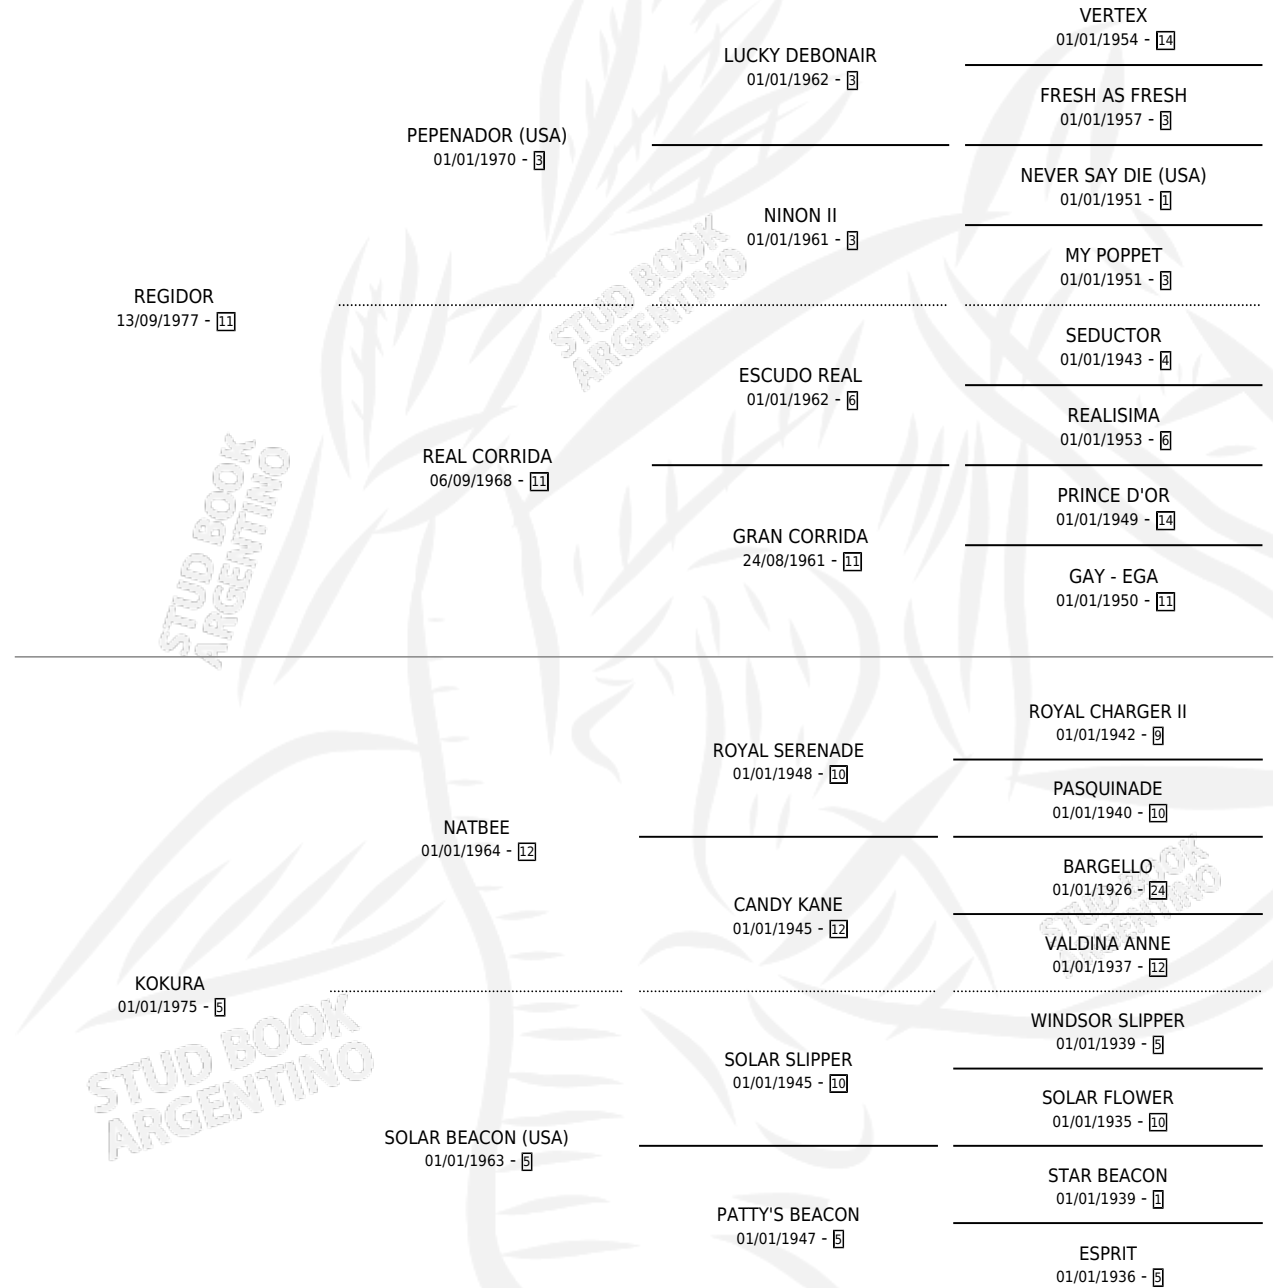 VERTEX
01/01/1954 - 14
LUCKY DEBONAIR
01/01/1962 - 3
FRESH AS FRESH
01/01/1957 - 3
PEPENADOR (USA)
01/01/1970 - 3
NEVER SAY DIE (USA)
01/01/1951 - 1
NINON II
01/01/1961 - 3
MY POPPET
01/01/1951 - 3
REGIDOR
13/09/1977 - 11
SEDUCTOR
01/01/1943 - 4
ESCUDO REAL
01/01/1962 - 6
REALISIMA
01/01/1953 - 6
REAL CORRIDA
06/09/1968 - 11
PRINCE D'OR
01/01/1949 - 14
GRAN CORRIDA
24/08/1961 - 11
GAY - EGA
01/01/1950 - 11
STUD BOOK
ARGENTINO
STUD BOOK
ARGENTINO
ROYAL CHARGER II
01/01/1942 - 9
ROYAL SERENADE
01/01/1948 - 10
PASQUINADE
01/01/1940 - 10
NATBEE
01/01/1964 - 12
BARGELLO
01/01/1926 - 24
CANDY KANE
01/01/1945 - 12
VALDINA ANNE
01/01/1937 - 12
KOKURA
01/01/1975 - 5
WINDSOR SLIPPER
01/01/1939 - 5
SOLAR SLIPPER
01/01/1945 - 10
SOLAR FLOWER
01/01/1935 - 10
SOLAR BEACON (USA)
01/01/1963 - 5
STAR BEACON
01/01/1939 - 1
PATTY'S BEACON
01/01/1947 - 5
ESPRIT
01/01/1936 - 5
STUD BOOK
ARGENTINO
STUD BOOK
ARGENTINO